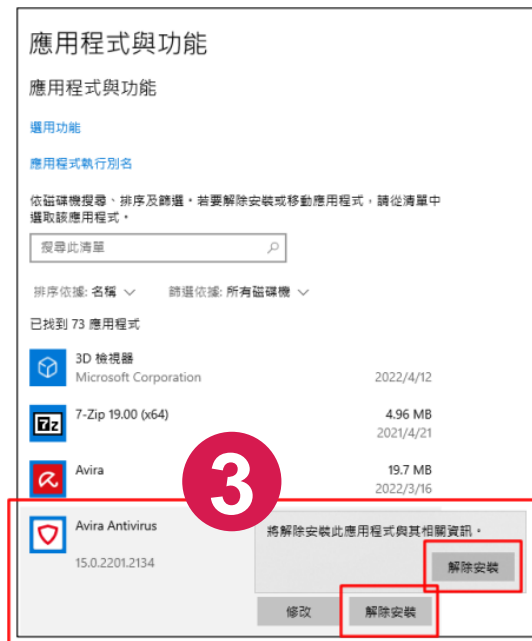 應用程式與功能
應用程式與功能
選用功能
應用程式執行別名
依磁碟機搜尋、排序及篩選。若要解除安裝或移動應用程式，請從清單中
選取該應用程式。
搜尋此清單
排序依據: 名稱 篩選依據: 所有磁碟機
已找到 73 應用程式
3D 檢視器
Microsoft Corporation 2022/4/12
7z
7-Zip 19.00 (x64) 4.96 MB
2021/4/21
Avira 19.7 MB
2022/3/16
3
Avira Antivirus
將解除安裝此應用程式與其相關資訊。
15.0.2201.2134
解除安裝
修改 解除安裝